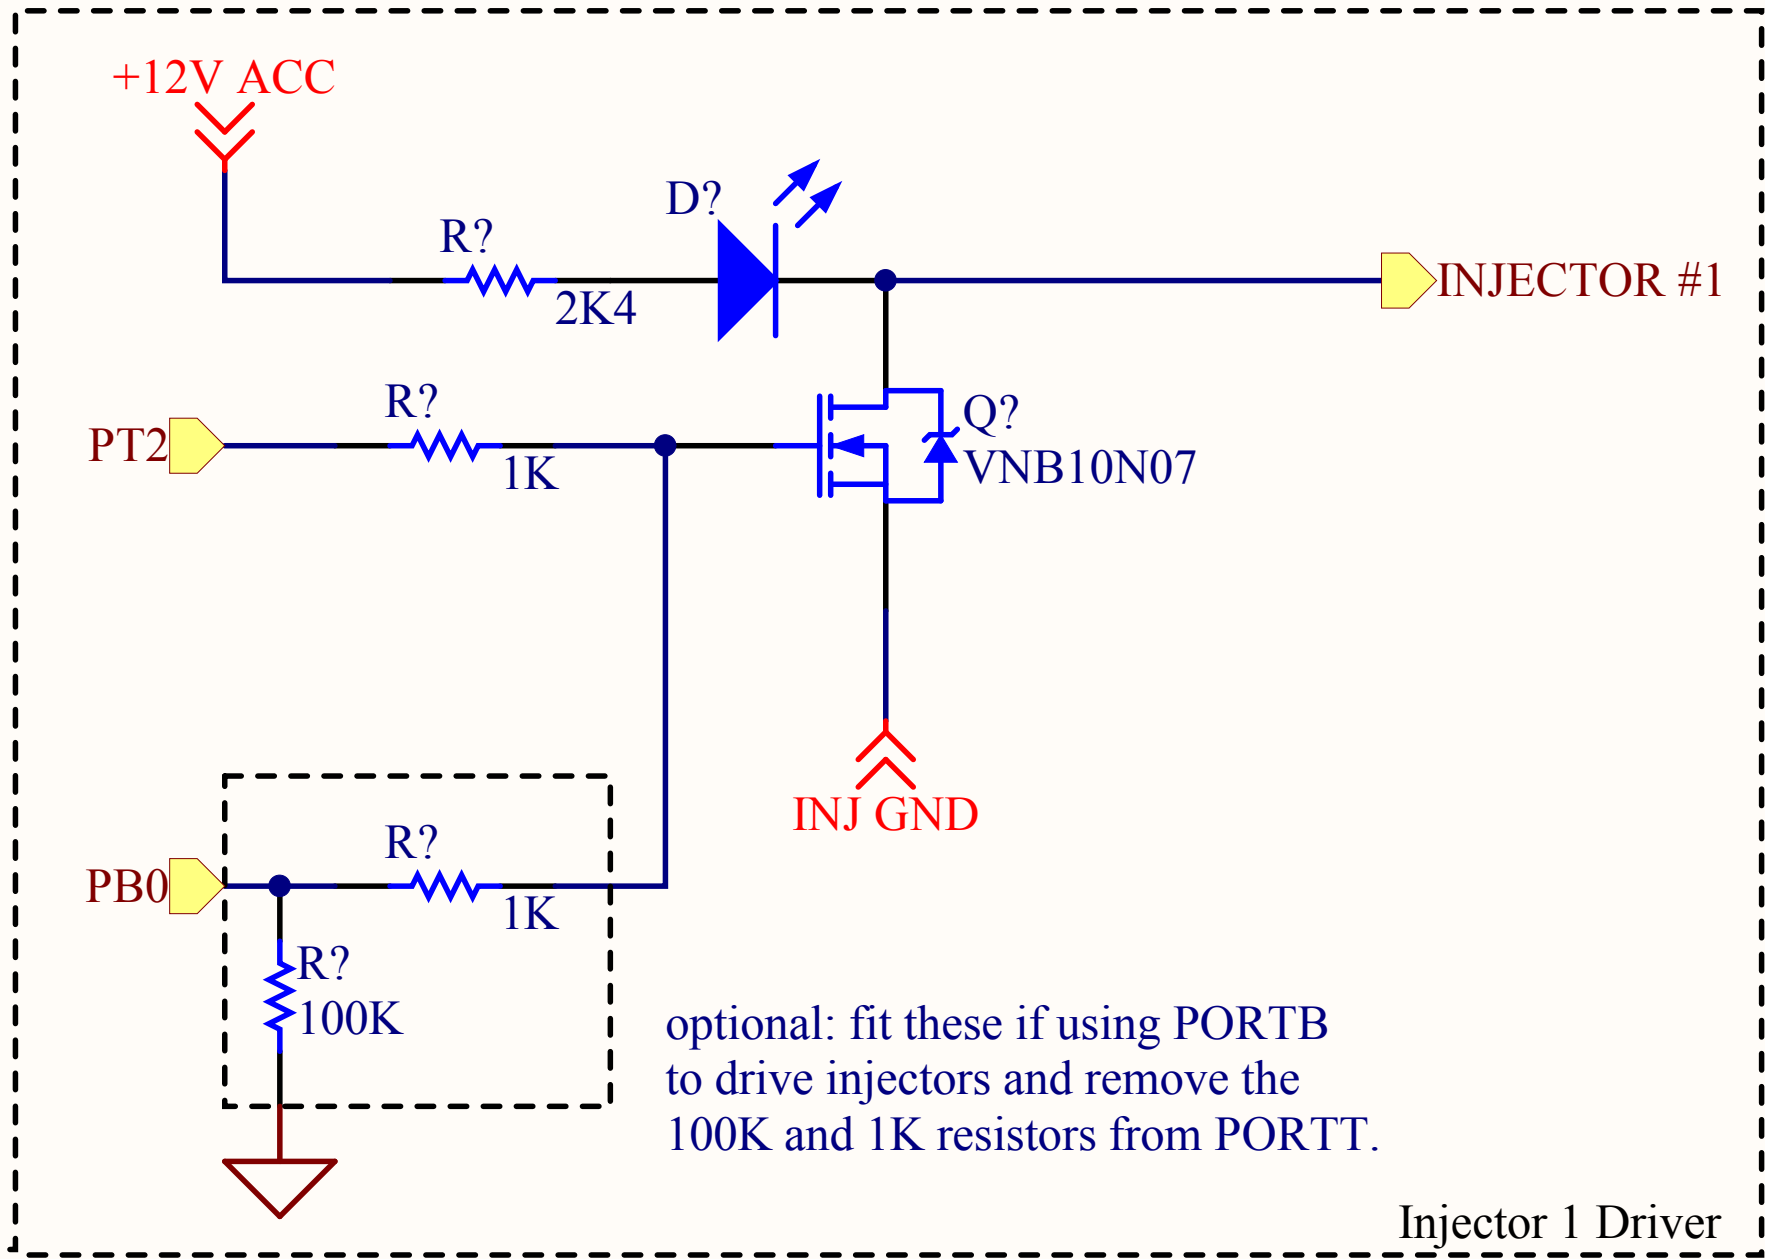 +12V ACC
D?
R?
2K4
INJECTOR #1
R?
PT2
1K
Q?
VNB10N07
INJ GND
R?
PB0
1K
R?
100K
optional: fit these if using PORTB
to drive injectors and remove the
100K and 1K resistors from PORTT.
Injector 1 Driver